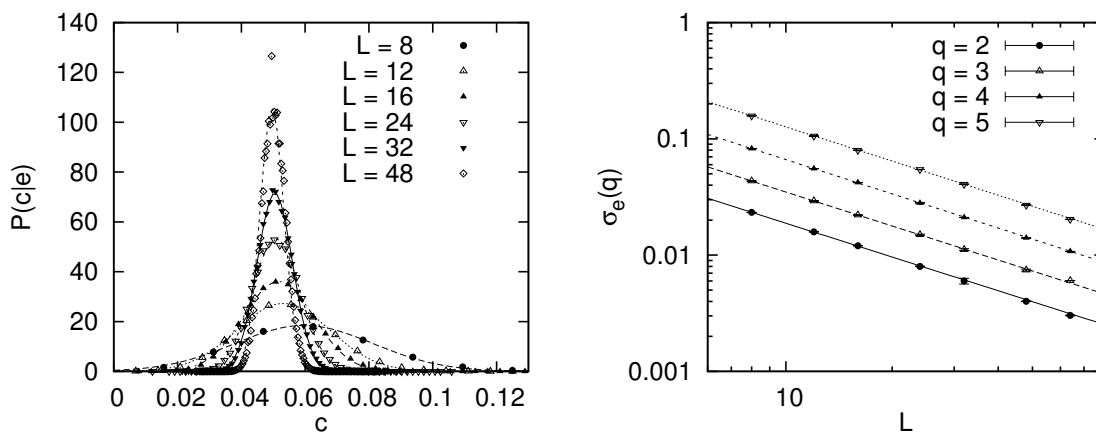 140
120
100
80
60
40
20
0
P(c|e)
0 0.02 0.04 0.06 0.08 0.1 0.12
c
L = 8
L = 12
L = 16
L = 24
L = 32
L = 48
1
0.1
0.01
0.001
σe(q)
10
L
q = 2
q = 3
q = 4
q = 5